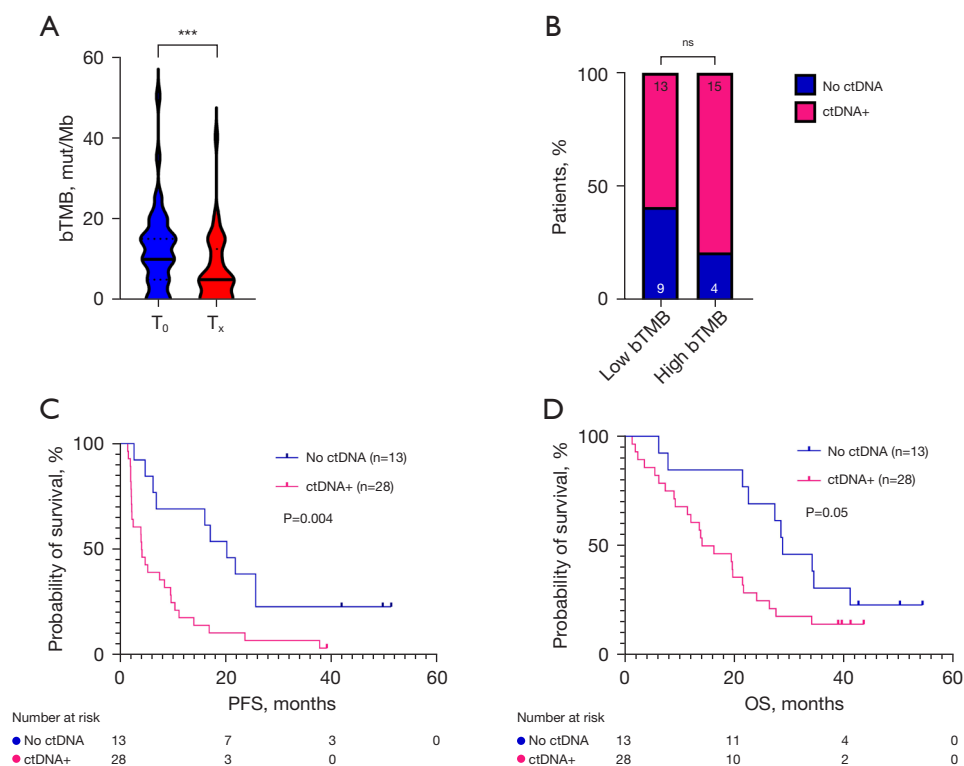 A
***
60
40
20
0
bTMB, mut/Mb
T0
Tx
B
ns
100
50
0
Patients, %
13
15
9
4
Low bTMB
High bTMB
No ctDNA
ctDNA+
C
100
50
0
Probability of survival, %
No ctDNA (n=13)
ctDNA+ (n=28)
P=0.004
0 20 40 60
PFS, months
Number at risk
No ctDNA 13 7 3 0
ctDNA+ 28 3 0
D
100
50
0
Probability of survival, %
No ctDNA (n=13)
ctDNA+ (n=28)
P=0.05
0 20 40 60
OS, months
Number at risk
No ctDNA 13 11 4 0
ctDNA+ 28 10 2 0